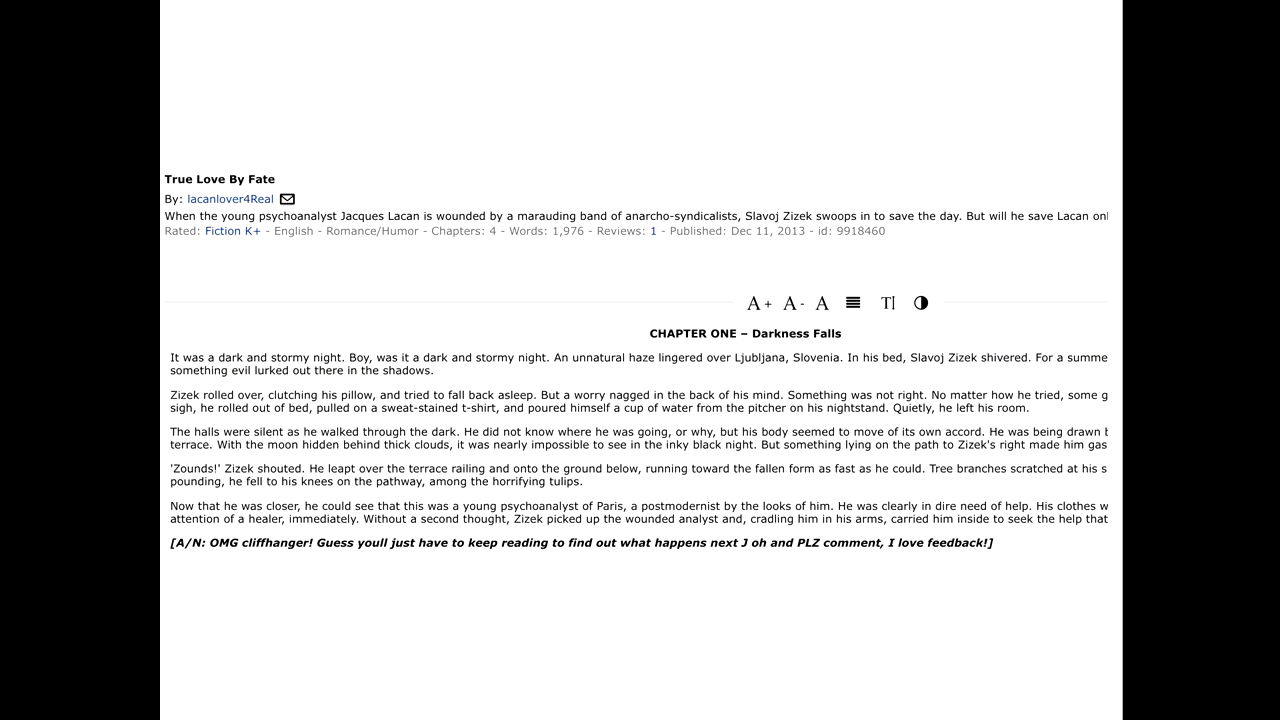 True Love By Fate
By: lacanlover4Real
When the young psychoanalyst Jacques Lacan is wounded by a marauding band of anarcho-syndicalists, Slavoj Zizek swoops in to save the day. But will he save Lacan
Rated: Fiction K+ - English - Romance/Humor - Chapters: 4 - Words: 1,976 - Reviews: 1 - Published: Dec 11, 2013 - id: 9918460
A + A - A T
CHAPTER ONE – Darkness Falls
It was a dark and stormy night. Boy, was it a dark and stormy night. An unnatural haze lingered over Ljubljana, Slovenia. In his bed, Slavoj Zizek shivered. For a
something evil lurked out there in the shadows.
Zizek rolled over, clutching his pillow, and tried to fall back asleep. But a worry nagged in the back of his mind. Something was not right. No matter how he tried, some
sigh, he rolled out of bed, pulled on a sweat-stained t-shirt, and poured himself a cup of water from the pitcher on his nightstand. Quietly, he left his room.
The halls were silent as he walked through the dark. He did not know where he was going, or why, but his body seemed to move of its own accord. He was being drawn
terrace. With the moon hidden behind thick clouds, it was nearly impossible to see in the inky black night. But something lying on the path to Zizek's right made him
'Zounds!' Zizek shouted. He leapt over the terrace railing and onto the ground below, running toward the fallen form as fast as he could. Tree branches scratched at his
pounding, he fell to his knees on the pathway, among the horrifying tulips.
Now that he was closer, he could see that this was a young psychoanalyst of Paris, a postmodernist by the looks of him. He was clearly in dire need of help. His clothes
attention of a healer, immediately. Without a second thought, Zizek picked up the wounded analyst and, cradling him in his arms, carried him inside to seek the help that
[A/N: OMG cliffhanger! Guess youll just have to keep reading to find out what happens next J oh and PLZ comment, I love feedback!]